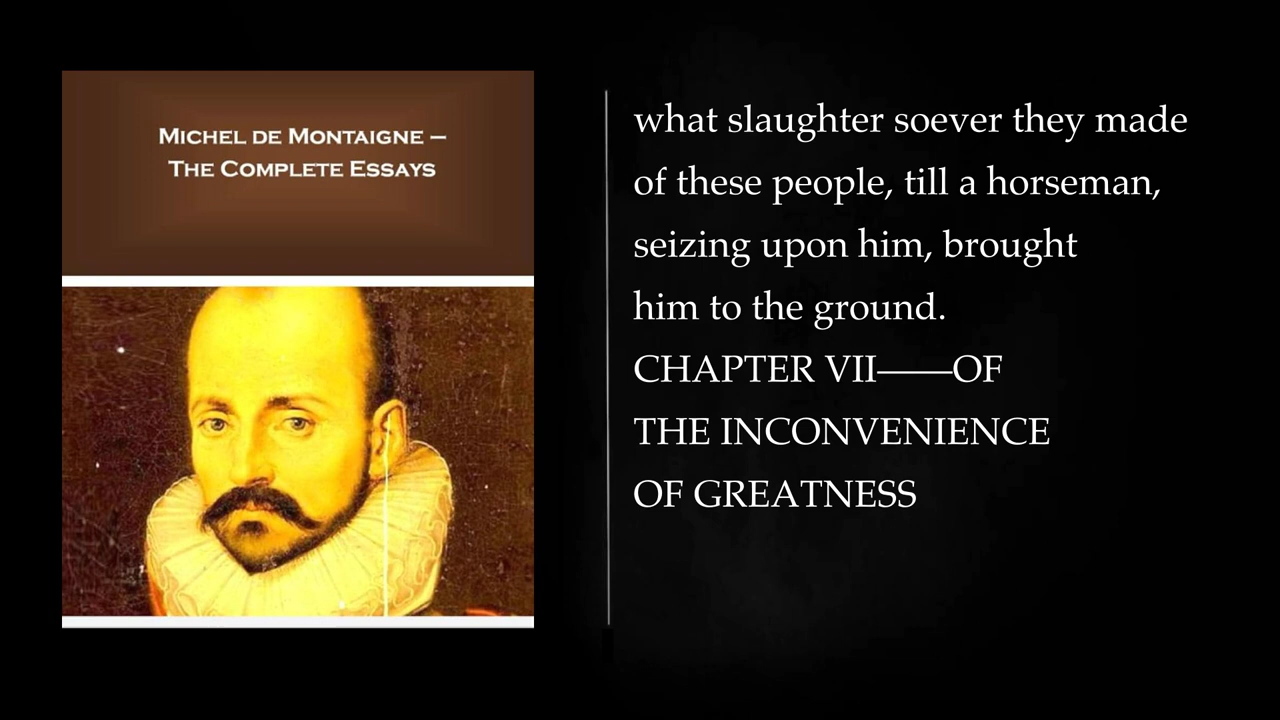 MICHEL DE MONTAIGNE –
THE COMPLETE ESSAYS
what slaughter soever they made
of these people, till a horseman,
seizing upon him, brought
him to the ground.
CHAPTER VII——OF
THE INCONVENIENCE
OF GREATNESS